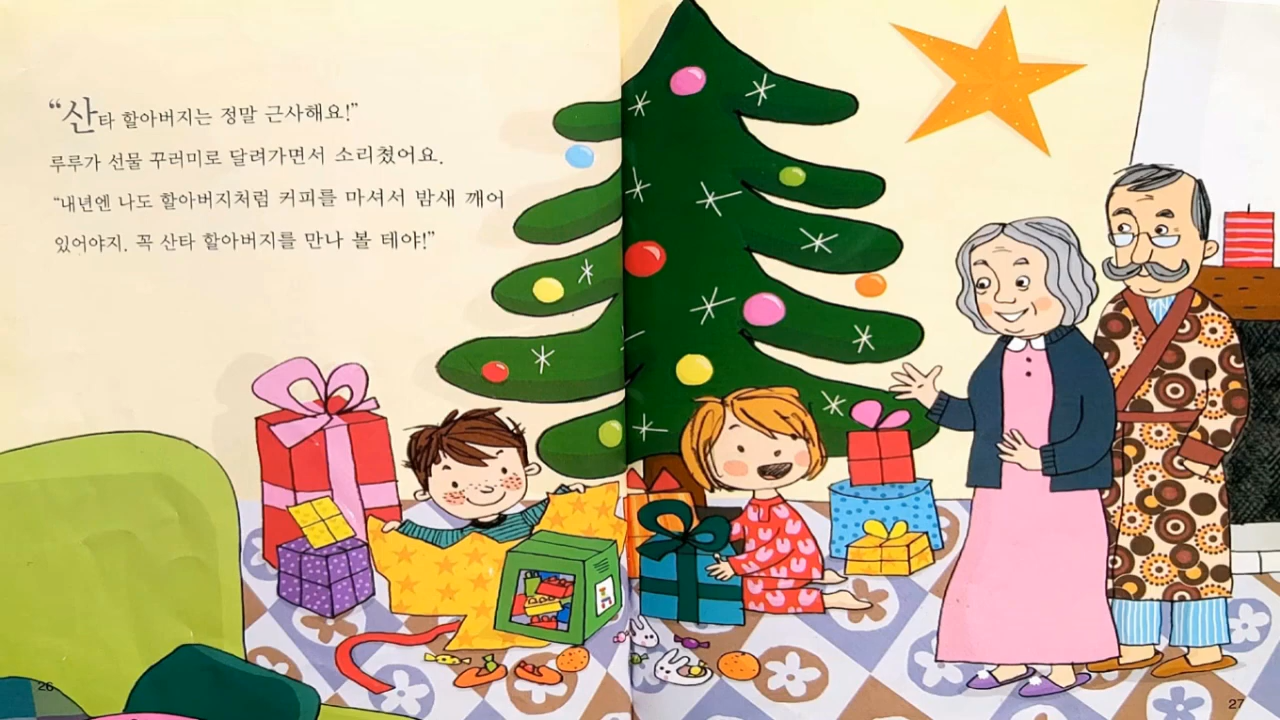 “산타 할아버지는 정말 근사해요!”
루루가 선물 꾸러미로 달려가면서 소리쳤어요.
“내년엔 나도 할아버지처럼 커피를 마셔서 밤새 깨어
있어야지. 꼭 산타 할아버지를 만나 볼 테야!”
26
27